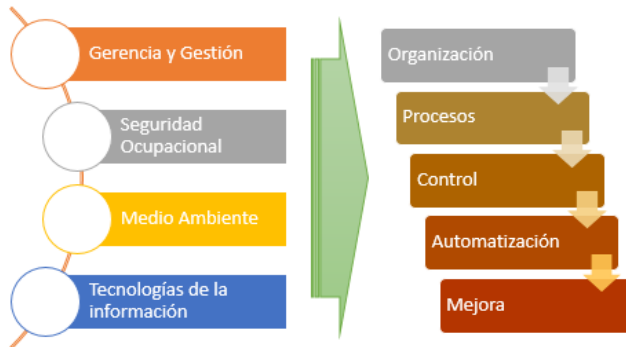 Gerencia y Gestión
Seguridad
Ocupacional
Medio Ambiente
Tecnologías de la
información
Organización
Procesos
Control
Automatización
Mejora